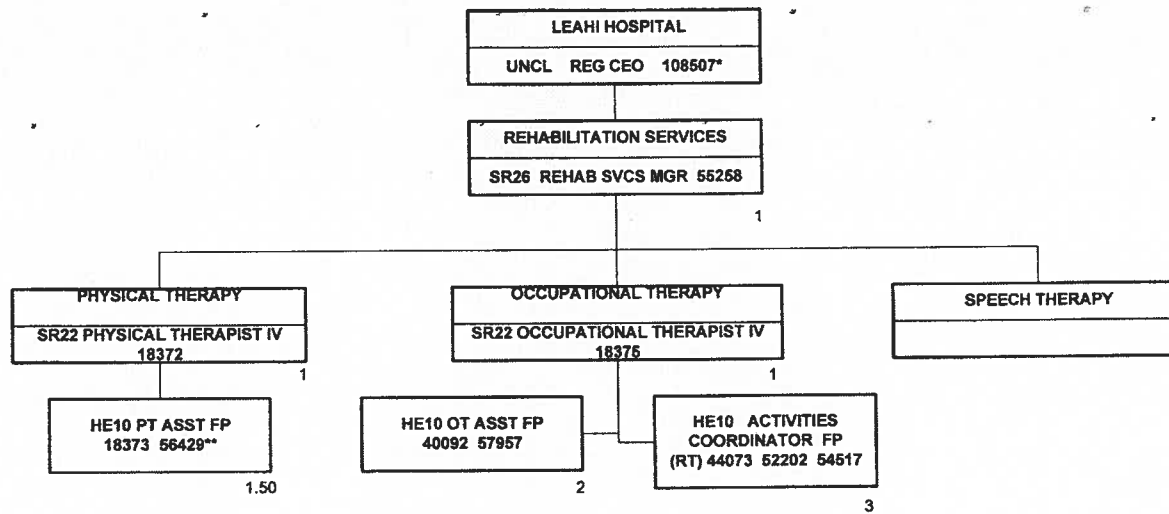 LEAHI HOSPITAL
UNCL REG CEO 108507*
REHABILITATION SERVICES
SR26 REHAB SVCS MGR 55258
1
PHYSICAL THERAPY
SR22 PHYSICAL THERAPIST IV
18372
1
OCCUPATIONAL THERAPY
SR22 OCCUPATIONAL THERAPIST IV
18375
1
SPEECH THERAPY
HE10 PT ASST FP
18373 56429**
1.50
HE10 OT ASST FP
40092 57957
2
HE10 ACTIVITIES
COORDINATOR FP
(RT) 44073 52202 54517
3